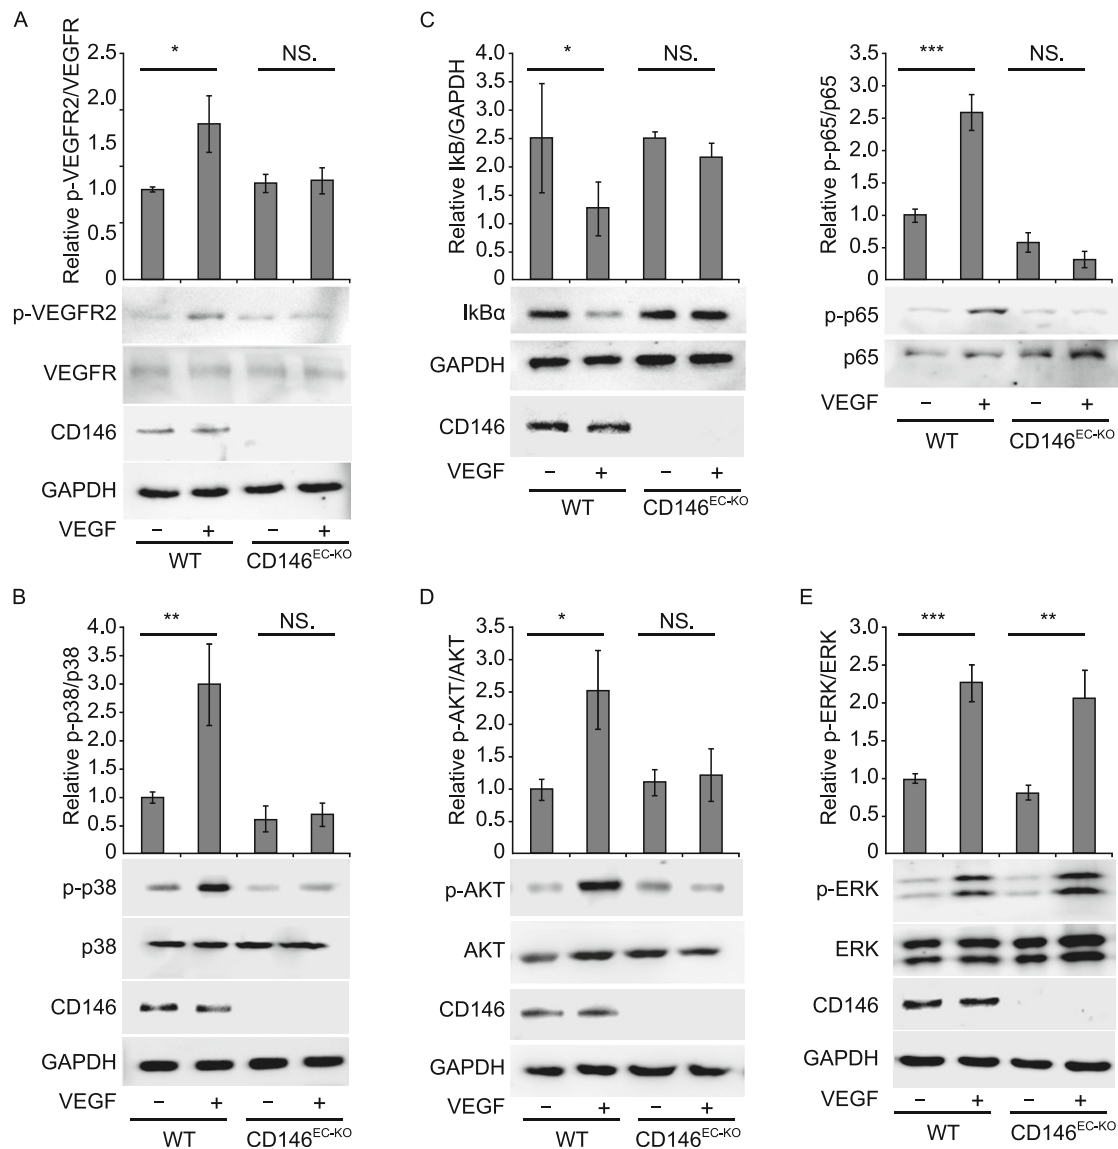 A
Relative p-VEGFR2/VEGFR
2.5
2.0
1.5
1.0
0.5
0
*
NS.
p-VEGFR2
VEGFR
CD146
GAPDH
VEGF − + − +
WT CD146EC-KO
C
Relative IkB/GAPDH
4.0
3.5
3.0
2.5
2.0
1.5
1.0
0.5
0
*
NS.
IkBα
GAPDH
CD146
VEGF − + − +
WT CD146EC-KO
Relative p-p65/p65
3.5
3.0
2.5
2.0
1.5
1.0
0.5
0
***
NS.
p-p65
p65
VEGF − + − +
WT CD146EC-KO
B
Relative p-p38/p38
4.0
3.5
3.0
2.5
2.0
1.5
1.0
0.5
0
**
NS.
p-p38
p38
CD146
GAPDH
VEGF − + − +
WT CD146EC-KO
D
Relative p-AKT/AKT
3.5
3.0
2.5
2.0
1.5
1.0
0.5
0
*
NS.
p-AKT
AKT
CD146
GAPDH
VEGF − + − +
WT CD146EC-KO
E
Relative p-ERK/ERK
3.0
2.5
2.0
1.5
1.0
0.5
0
***
**
p-ERK
ERK
CD146
GAPDH
VEGF − + − +
WT CD146EC-KO